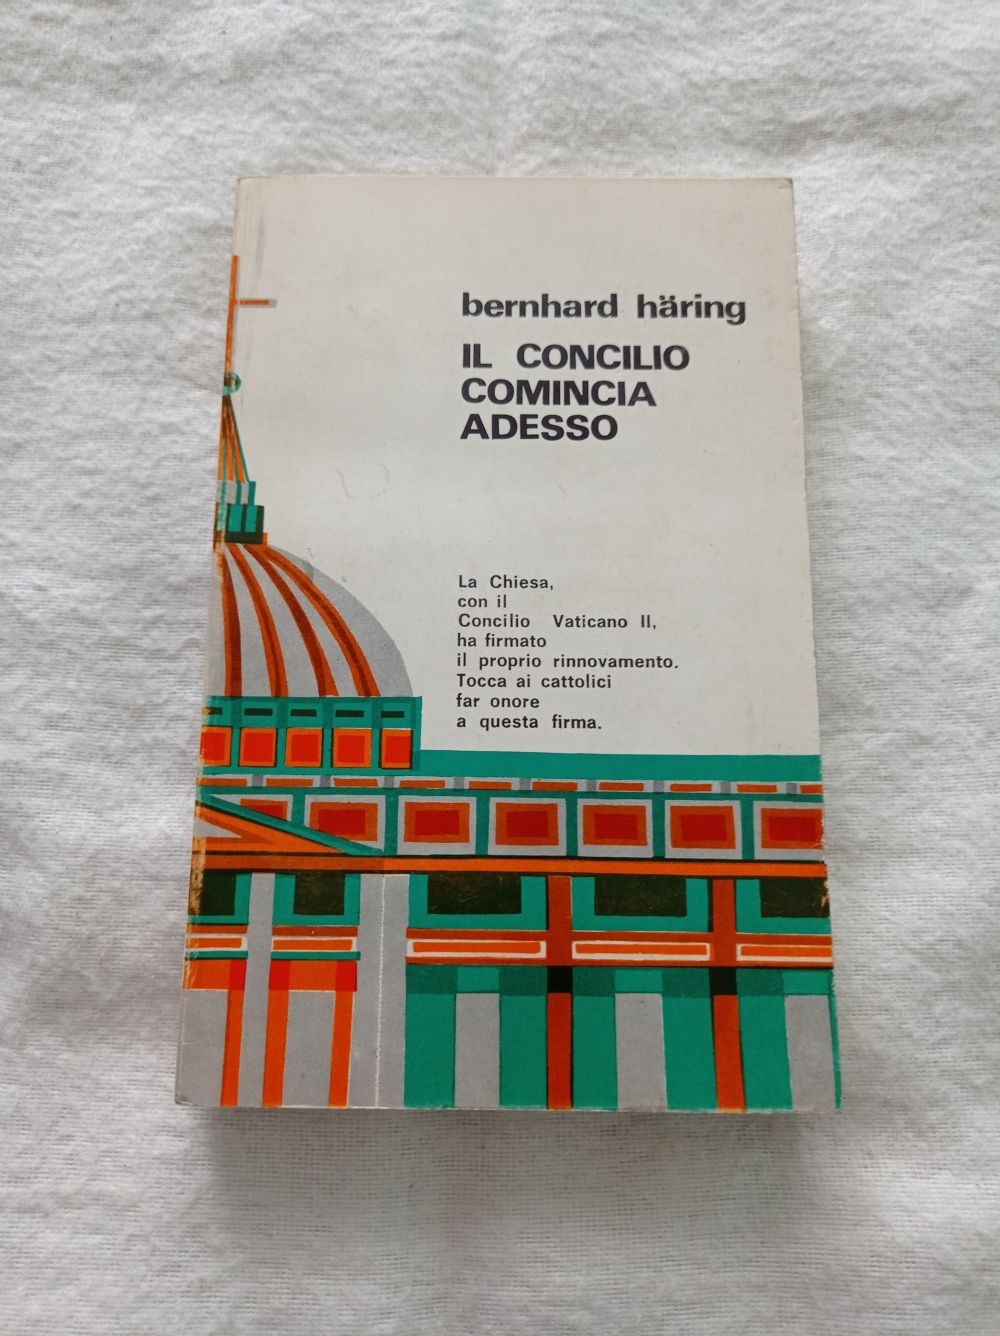 bernhard häring
IL CONCILIO
COMINCIA
ADESSO
La Chiesa,
con il
Concilio Vaticano II,
ha firmato
il proprio rinnovamento.
Tocca ai cattolici
far onore
a questa firma.